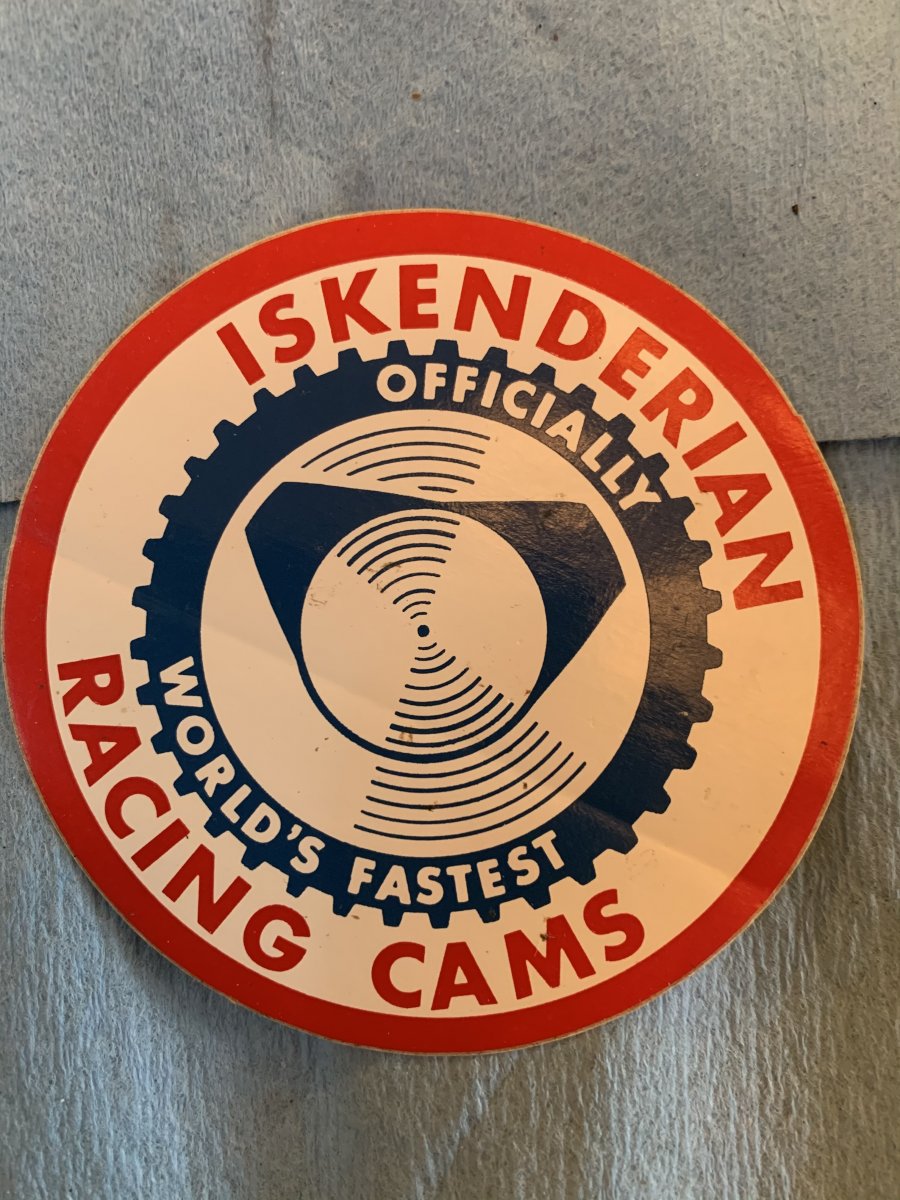 ISKENDERIAN
OFFICIALLY
WORLD'S FASTEST
RACING CAMS